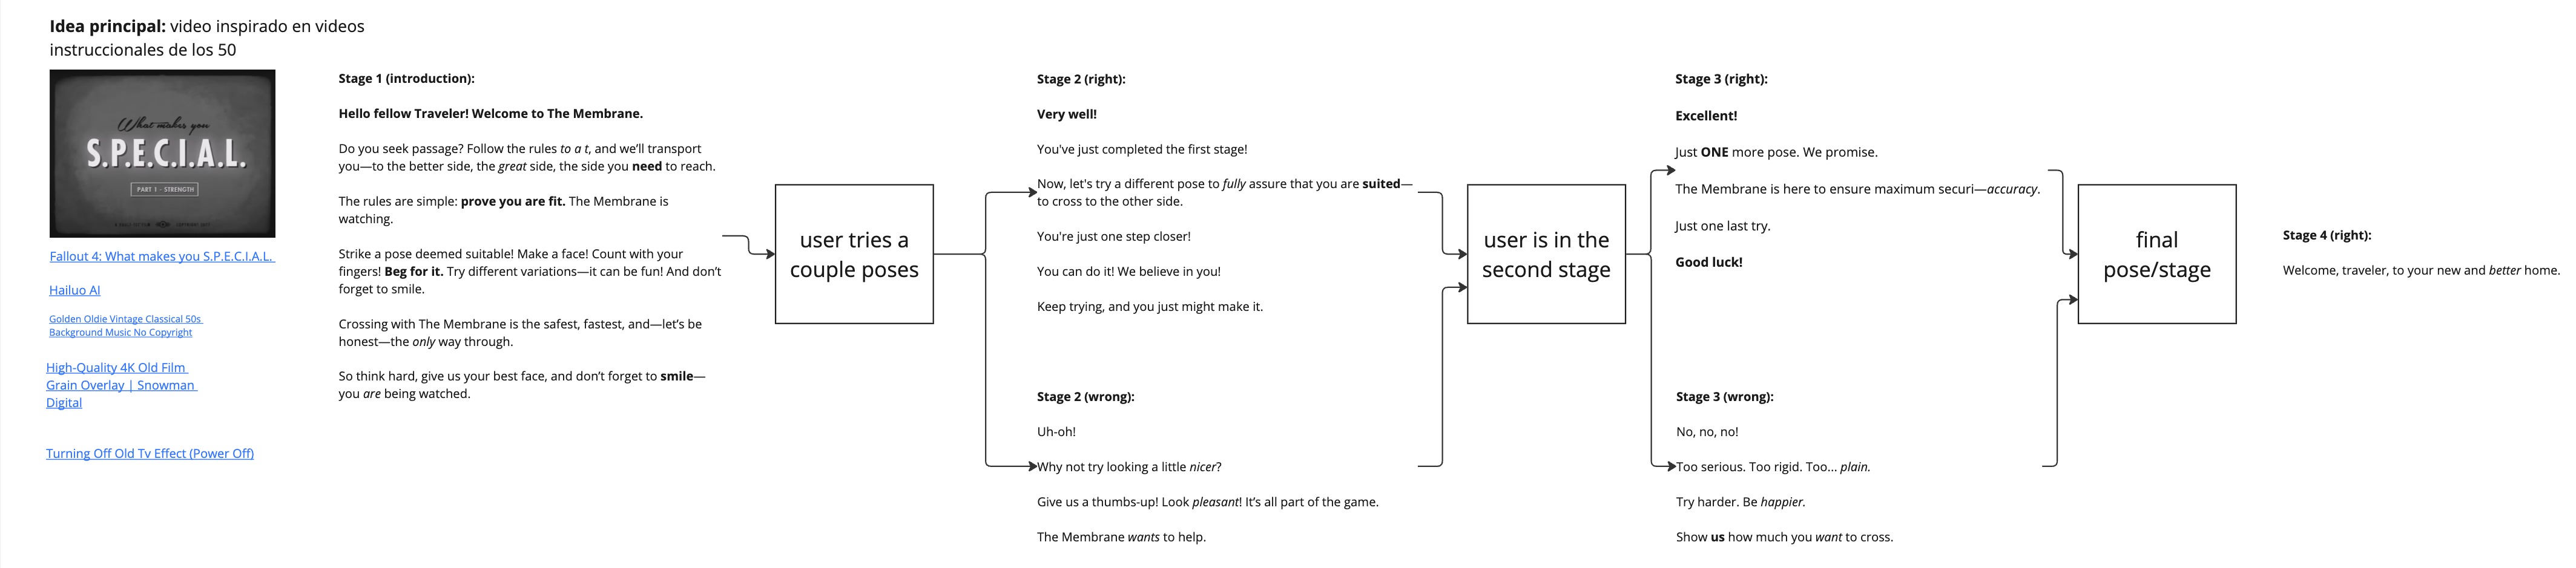 Idea principal: video inspirado en videos
instruccionales de los 50
What makes you
S.P.E.C.I.A.L.
PART 1 - STRENGTH
Fallout 4: What makes you S.P.E.C.I.A.L.
Hailuo AI
Golden Oldie Vintage Classical 50s
Background Music No Copyright
High-Quality 4K Old Film
Grain Overlay | Snowman
Digital
Turning Off Old Tv Effect (Power Off)
Stage 1 (introduction):
Hello fellow Traveler! Welcome to The Membrane.
Do you seek passage? Follow the rules to a t, and we’ll transport
you—to the better side, the great side, the side you need to reach.
The rules are simple: prove you are fit. The Membrane is
watching.
Strike a pose deemed suitable! Make a face! Count with your
fingers! Beg for it. Try different variations—it can be fun! And don’t
forget to smile.
Crossing with The Membrane is the safest, fastest, and—let’s be
honest—the only way through.
So think hard, give us your best face, and don’t forget to smile—
you are being watched.
user tries a
couple poses
Stage 2 (right):
Very well!
You've just completed the first stage!
Now, let's try a different pose to fully assure that you are suited—
to cross to the other side.
You're just one step closer!
You can do it! We believe in you!
Keep trying, and you just might make it.
Stage 2 (wrong):
Uh-oh!
Why not try looking a little nicer?
Give us a thumbs-up! Look pleasant! It’s all part of the game.
The Membrane wants to help.
user is in the
second stage
Stage 3 (right):
Excellent!
Just ONE more pose. We promise.
The Membrane is here to ensure maximum securi—accuracy.
Just one last try.
Good luck!
Stage 3 (wrong):
No, no, no!
Too serious. Too rigid. Too... plain.
Try harder. Be happier.
Show us how much you want to cross.
final
pose/stage
Stage 4 (right):
Welcome, traveler, to your new and better home.